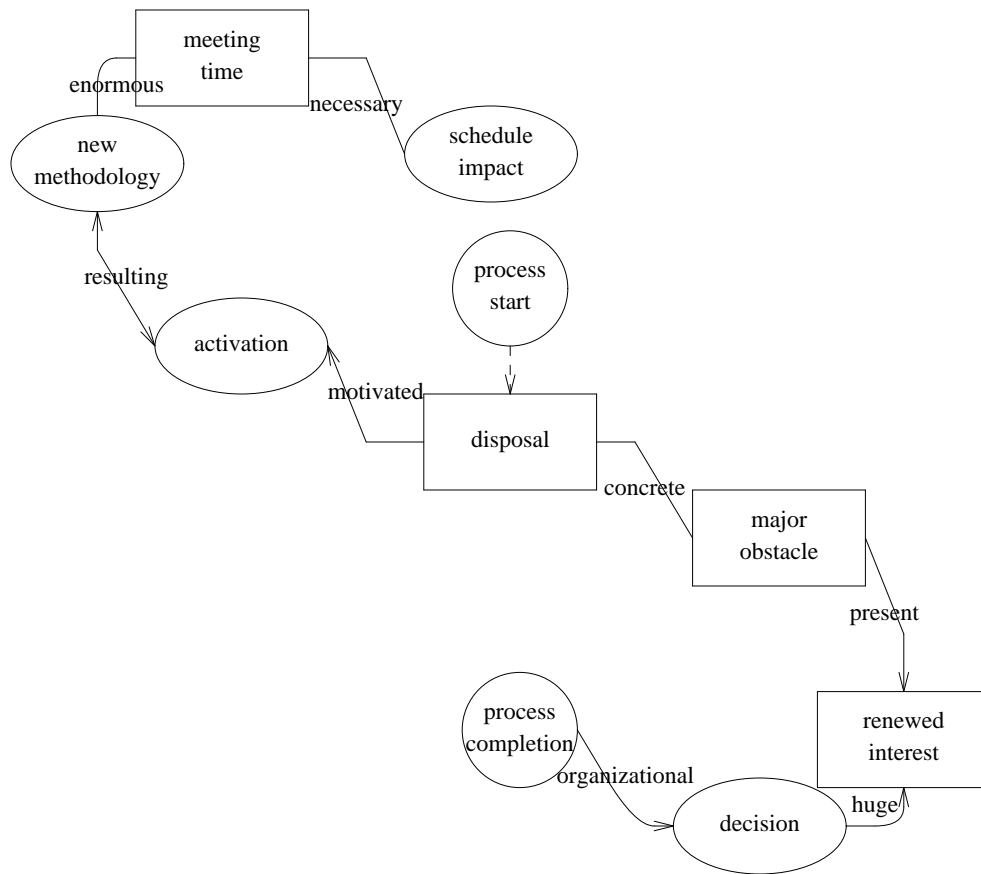 meeting
time
enormous
necessary
new
methodology
schedule
impact
process
start
resulting
activation
motivated
disposal
concrete
major
obstacle
present
process
completion
renewed
interest
organizational
huge
decision